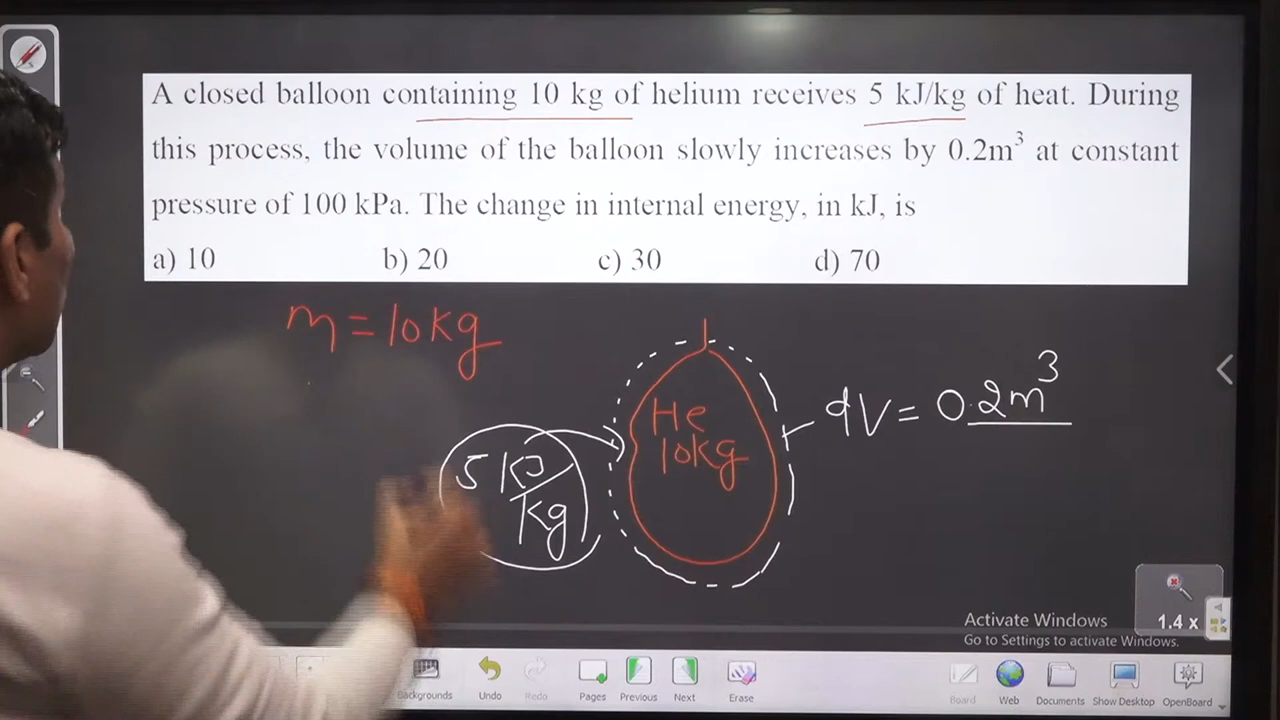 A closed balloon containing 10 kg of helium receives 5 kJ/kg of heat. During
this process, the volume of the balloon slowly increases by 0.2m³ at constant
pressure of 100 kPa. The change in internal energy, in kJ, is
a) 10 b) 20 c) 30 d) 70
m = 10kg
He
10kg
dV = 0.2m³
5 kJ/kg
Activate Windows
Go to Settings to activate Windows.
1.4 x
Backgrounds Undo Redo Pages Previous Next Erase Board Web Documents Show Desktop OpenBoard